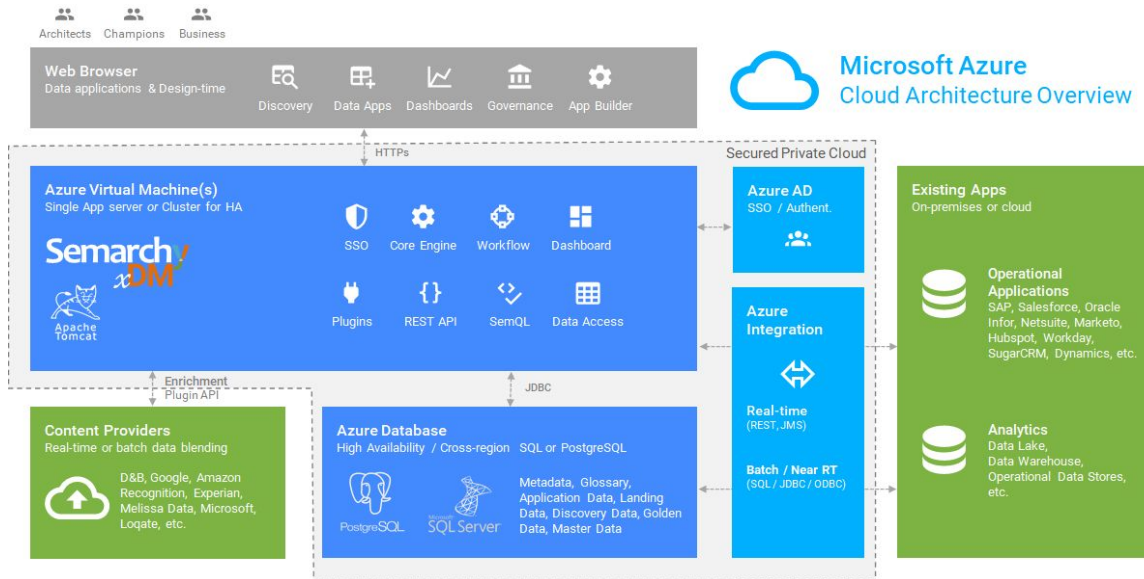 Architects Champions Business
Web Browser
Data applications & Design-time
Discovery Data Apps Dashboards Governance App Builder
Microsoft Azure
Cloud Architecture Overview
HTTPs
Secured Private Cloud
Azure Virtual Machine(s)
Single App server or Cluster for HA
Semarchy
xDM
Apache
Tomcat
SSO Core Engine Workflow Dashboard
Plugins REST API SemQL Data Access
Azure AD
SSO / Authent.
Existing Apps
On-premises or cloud
Operational
Applications
SAP, Salesforce, Oracle
Infor, Netsuite, Marketo,
Hubspot, Workday,
SugarCRM, Dynamics, etc.
Azure
Integration
Real-time
(REST, JMS)
Batch / Near RT
(SQL / JDBC / ODBC)
Analytics
Data Lake,
Data Warehouse,
Operational Data Stores,
etc.
Enrichment
Plugin API
JDBC
Content Providers
Real-time or batch data blending
D&B, Google, Amazon
Recognition, Experian,
Melissa Data, Microsoft,
Loqate, etc.
Azure Database
High Availability / Cross-region SQL or PostgreSQL
PostgreSQL
Microsoft
SQL Server
Metadata, Glossary,
Application Data, Landing
Data, Discovery Data, Golden
Data, Master Data